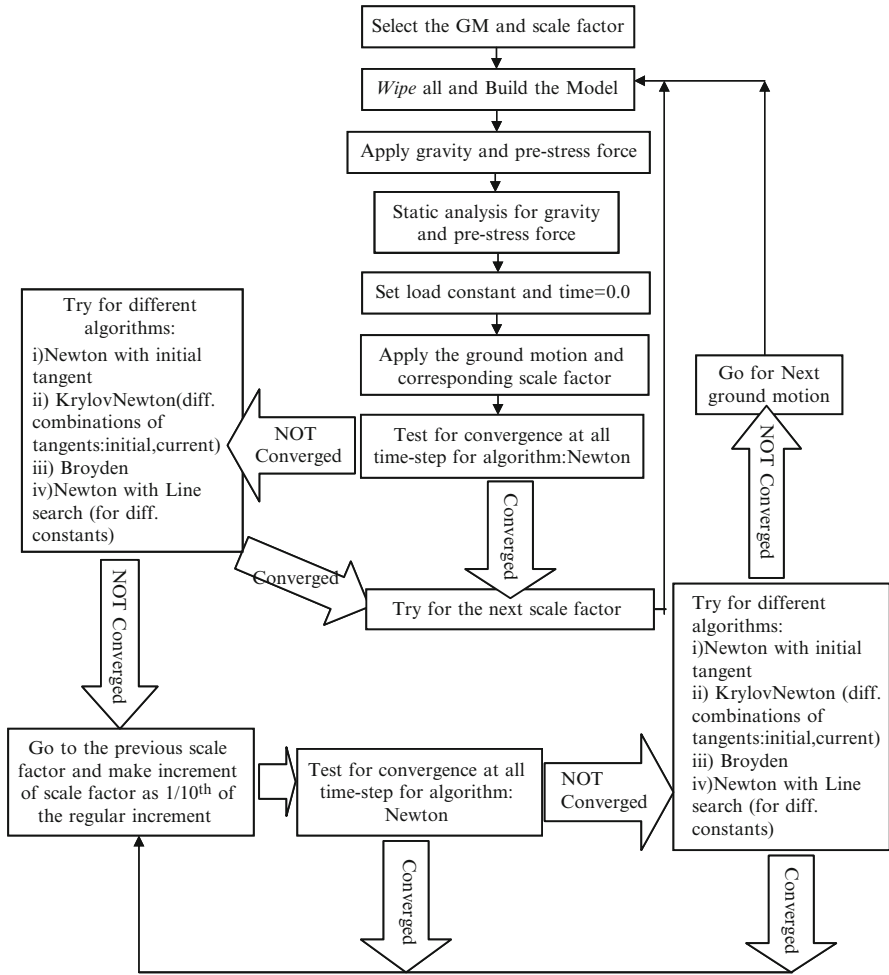 Select the GM and scale factor
Wipe all and Build the Model
Apply gravity and pre-stress force
Static analysis for gravity
and pre-stress force
Set load constant and time=0.0
Apply the ground motion and
corresponding scale factor
Test for convergence at all
time-step for algorithm:Newton
NOT
Converged
Try for different
algorithms:
i)Newton with initial
tangent
ii) KrylovNewton(diff.
combinations of
tangents:initial,current)
iii) Broyden
iv)Newton with Line
search (for diff.
constants)
Converged
Converged
Try for the next scale factor
NOT Converged
Go to the previous scale
factor and make increment
of scale factor as 1/10th of
the regular increment
Test for convergence at all
time-step for algorithm:
Newton
NOT
Converged
Try for different
algorithms:
i)Newton with initial
tangent
ii) KrylovNewton (diff.
combinations of
tangents:initial,current)
iii) Broyden
iv)Newton with Line
search (for diff.
constants)
NOT Converged
Go for Next
ground motion
Converged
Converged